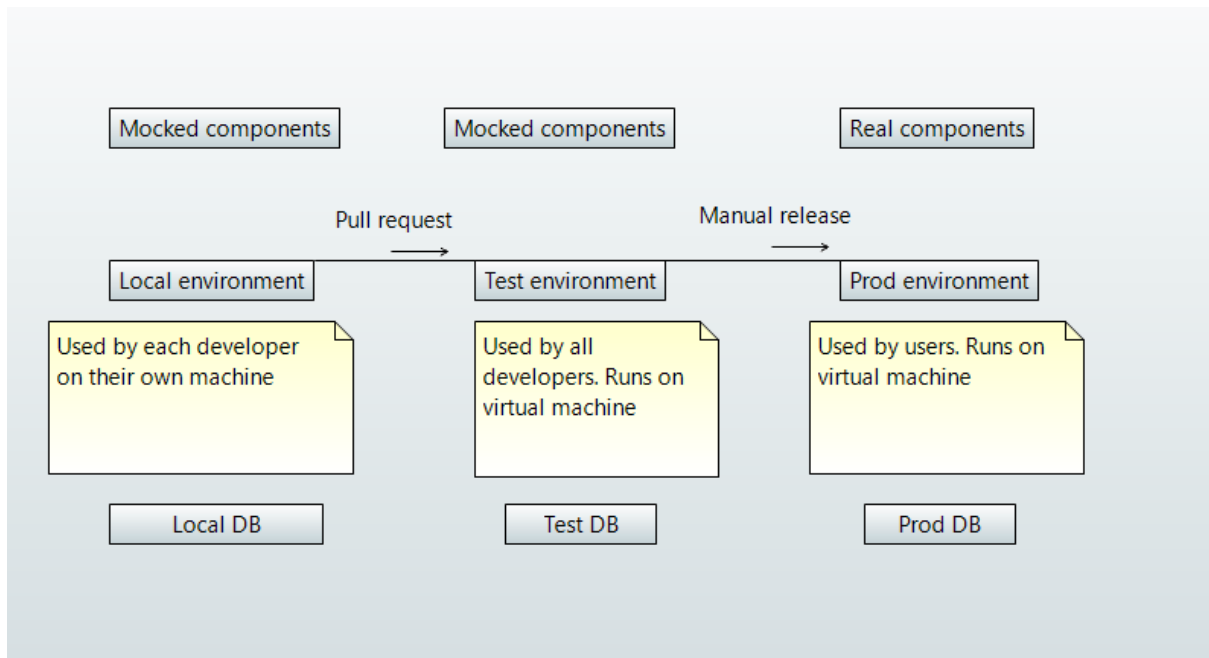 Mocked components
Mocked components
Real components
Pull request
Manual release
Local environment
Test environment
Prod environment
Used by each developer
on their own machine
Used by all
developers. Runs on
virtual machine
Used by users. Runs on
virtual machine
Local DB
Test DB
Prod DB